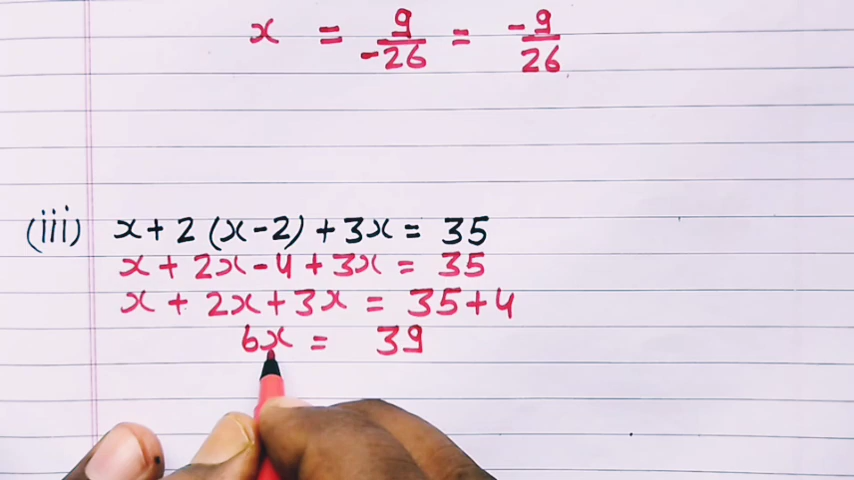 x = 9/-26 = -9/26
(iii) x + 2 (x - 2) + 3x = 35
x + 2x - 4 + 3x = 35
x + 2x + 3x = 35 + 4
6x = 39